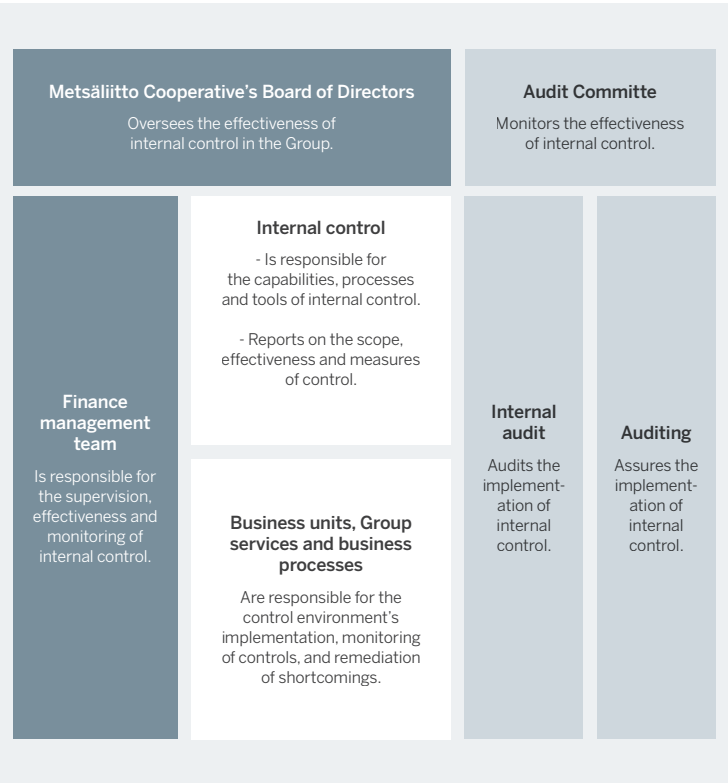 Metsäliitto Cooperative's Board of Directors
Oversees the effectiveness of
internal control in the Group.
Audit Committe
Monitors the effectiveness
of internal control.
Finance
management
team
Is responsible for
the supervision,
effectiveness and
monitoring of
internal control.
Internal control
- Is responsible for
the capabilities, processes
and tools of internal control.
- Reports on the scope,
effectiveness and measures
of control.
Business units, Group
services and business
processes
Are responsible for the
control environment's
implementation, monitoring
of controls, and remediation
of shortcomings.
Internal
audit
Audits the
implement-
ation of
internal
control.
Auditing
Assures the
implement-
ation of
internal
control.